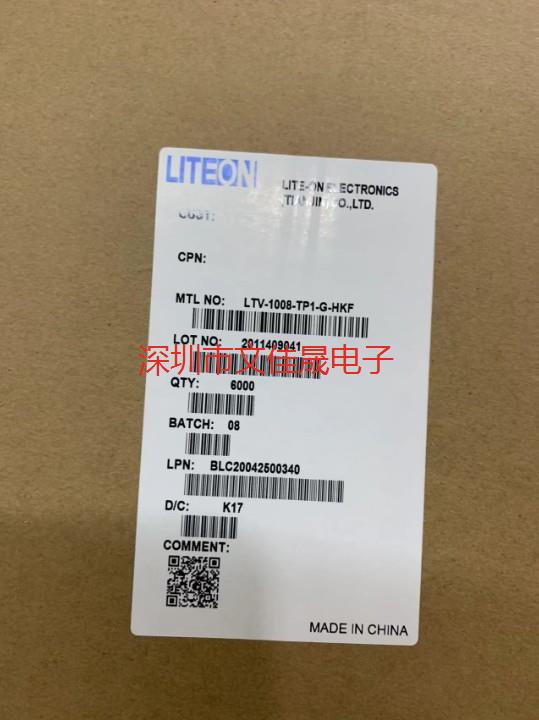 LITEON
LITE-ON ELECTRONICS
(TIANJIN) CO.,LTD.
CPN:
MTL NO: LTV-1008-TP1-G-HKF
LOT NO: 2011409041
深圳市文佳晟电子
QTY: 6000
BATCH: 08
LPN: BLC20042500340
D/C: K17
COMMENT:
MADE IN CHINA